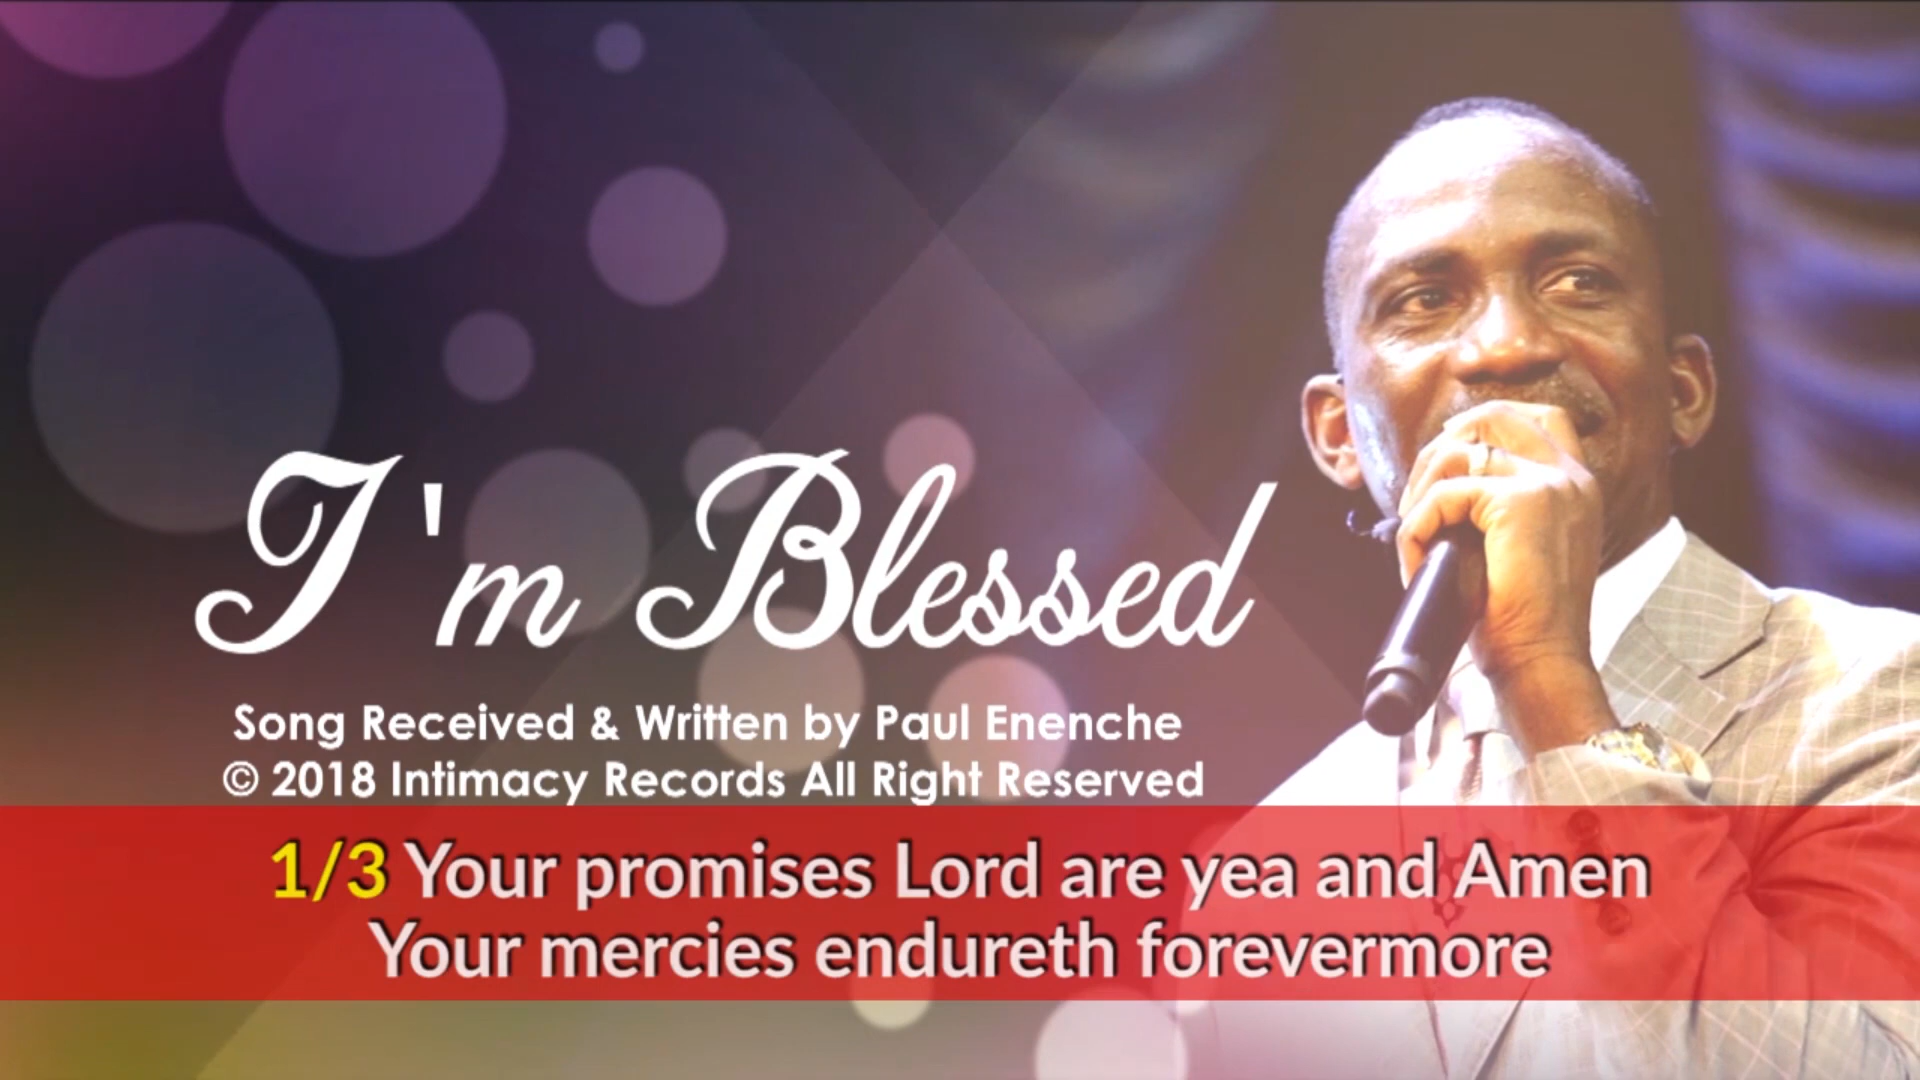 I'm Blessed
Song Received & Written by Paul Enenche
© 2018 Intimacy Records All Right Reserved
1/3 Your promises Lord are yea and Amen
Your mercies endureth forevermore